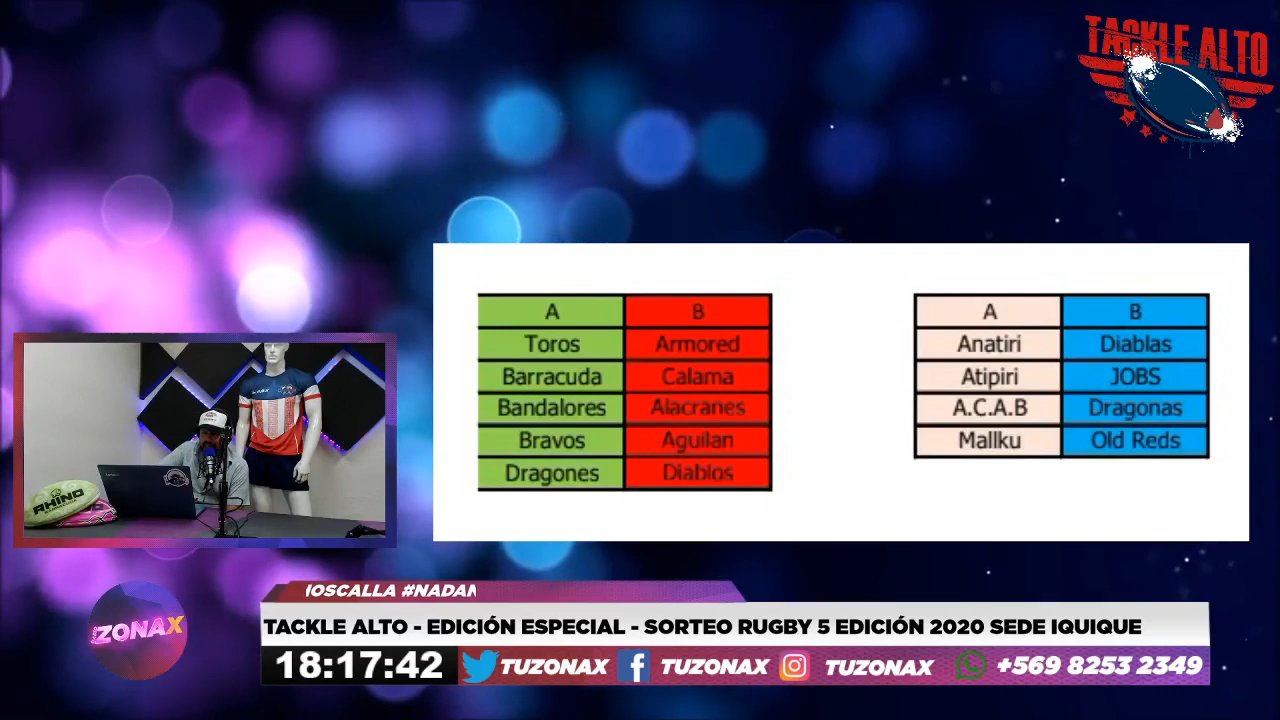 TACKLE ALTO
A B
Toros Armored
Barracuda Calama
Bandalores Alacranes
Bravos Aguilan
Dragones Diablos
A B
Anatiri Diablas
Atipiri JOBS
A.C.A.B Dragonas
Mallku Old Reds
RHINO
ZONAX
IOSCALLA #NADAN
TACKLE ALTO - EDICIÓN ESPECIAL - SORTEO RUGBY 5 EDICIÓN 2020 SEDE IQUIQUE
18:17:42 TUZONAX TUZONAX TUZONAX +569 8253 2349